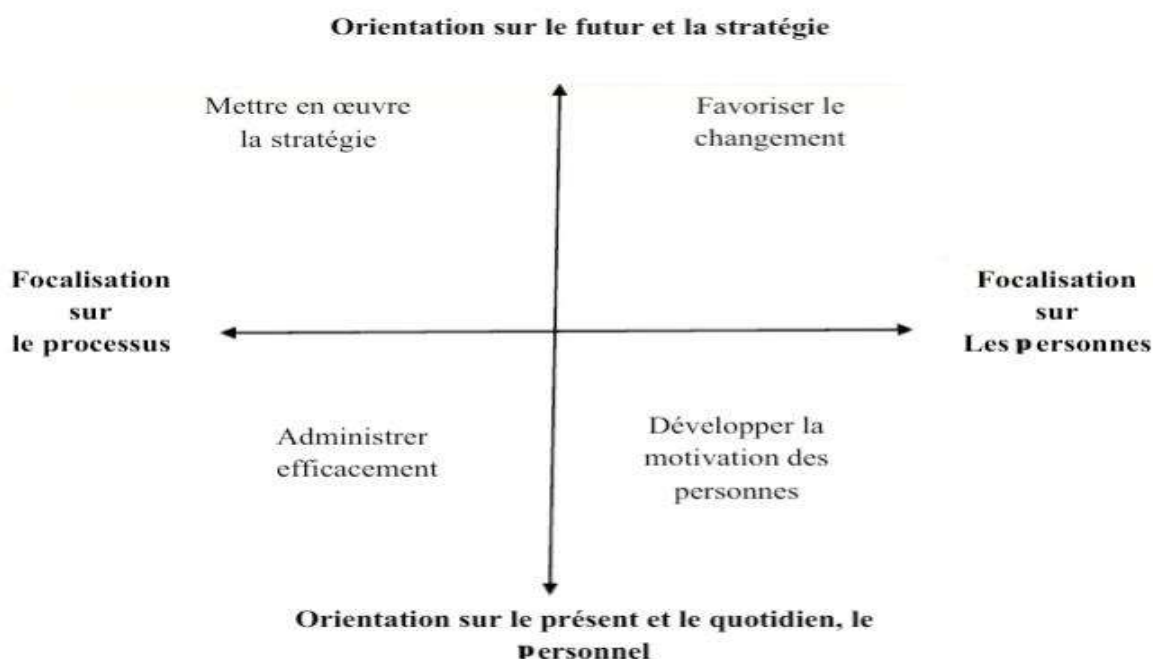 Orientation sur le futur et la stratégie
Mettre en œuvre
la stratégie
Favoriser le
changement
Focalisation
sur
le processus
Focalisation
sur
Les personnes
Administrer
efficacement
Développer la
motivation des
personnes
Orientation sur le présent et le quotidien, le
personnel